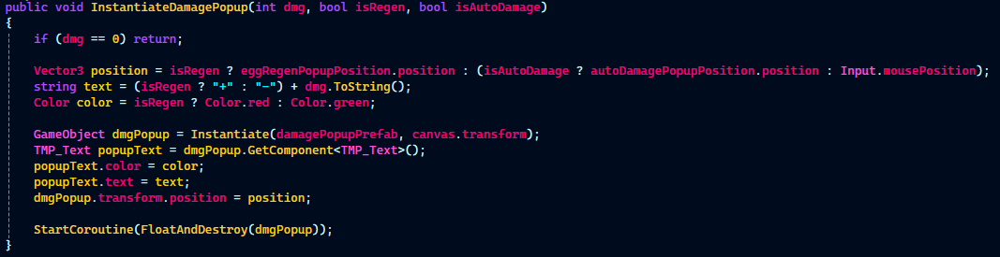 public void InstantiateDamagePopup(int dmg, bool isRegen, bool isAutoDamage)
{
    if (dmg == 0) return;

    Vector3 position = isRegen ? eggRegenPopupPosition.position : (isAutoDamage ? autoDamagePopupPosition.position : Input.mousePosition);
    string text = (isRegen ? "+" : "-") + dmg.ToString();
    Color color = isRegen ? Color.red : Color.green;

    GameObject dmgPopup = Instantiate(damagePopupPrefab, canvas.transform);
    TMP_Text popupText = dmgPopup.GetComponent<TMP_Text>();
    popupText.color = color;
    popupText.text = text;
    dmgPopup.transform.position = position;

    StartCoroutine(FloatAndDestroy(dmgPopup));
}